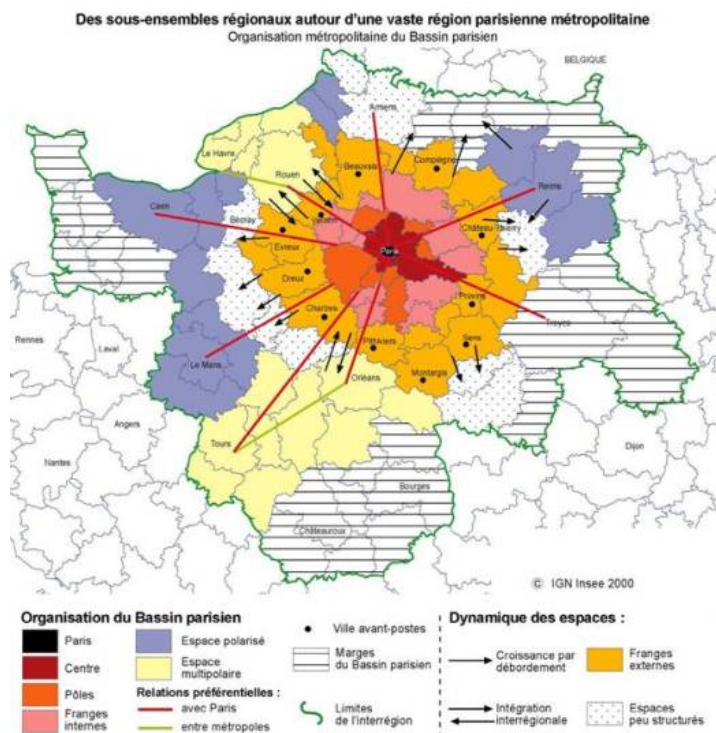 Des sous-ensembles régionaux autour d'une vaste région parisienne métropolitaine
Organisation métropolitaine du Bassin parisien
BELGIQUE
Amiens
Le Havre
Rouen
Beauvais
Compiègne
Reims
Caen
Bernay
Evreux
Paris
Château-Thierry
Dreux
Chartres
Provins
Troyes
Rennes
Laval
Le Mans
Pithiviers
Sens
Orléans
Montargis
Angers
Tours
Dijon
Nantes
Bourges
Châteauroux
© IGN Insee 2000
Organisation du Bassin parisien
Paris
Centre
Pôles
Franges
internes
Espace polarisé
Espace
multipolaire
Relations préférentielles :
avec Paris
entre métropoles
Ville avant-postes
Marges
du Bassin parisien
Limites
de l'interrégion
Dynamique des espaces :
Croissance par
débordement
Franges
externes
Intégration
interrégionale
Espaces
peu structurés